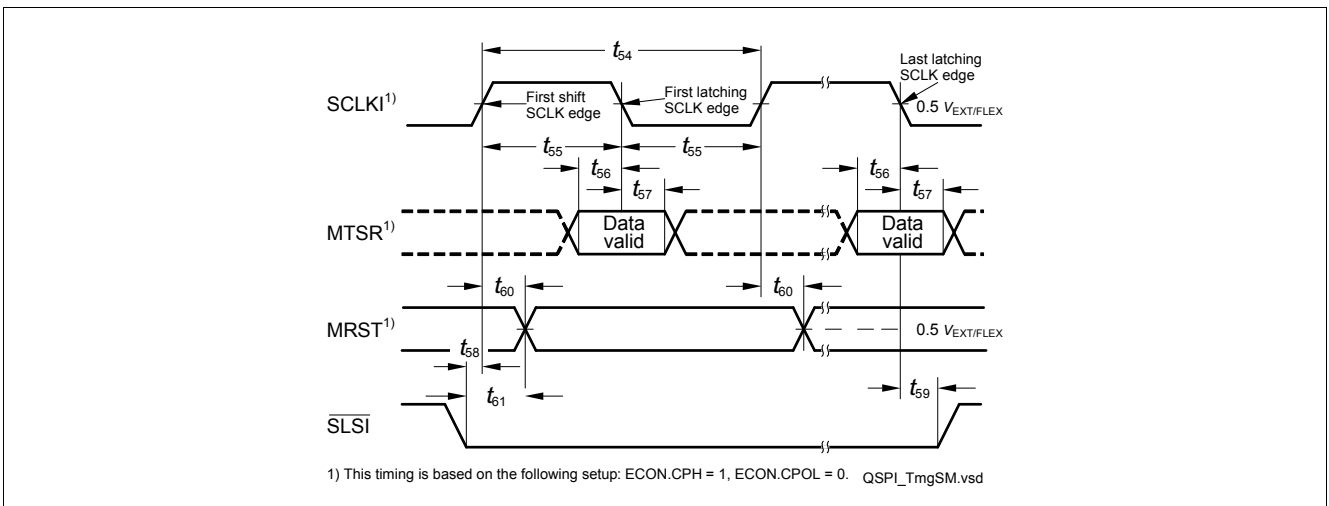 t54
SCLKI1)
First shift
SCLK edge
First latching
SCLK edge
Last latching
SCLK edge
0.5 VEXT/FLEX
t55
t55
t56
t57
t56
t57
MTSR1)
Data
valid
Data
valid
t60
t60
MRST1)
0.5 VEXT/FLEX
t58
t61
t59
SLSI
1) This timing is based on the following setup: ECON.CPH = 1, ECON.CPOL = 0.
QSPI_TmgSM.vsd